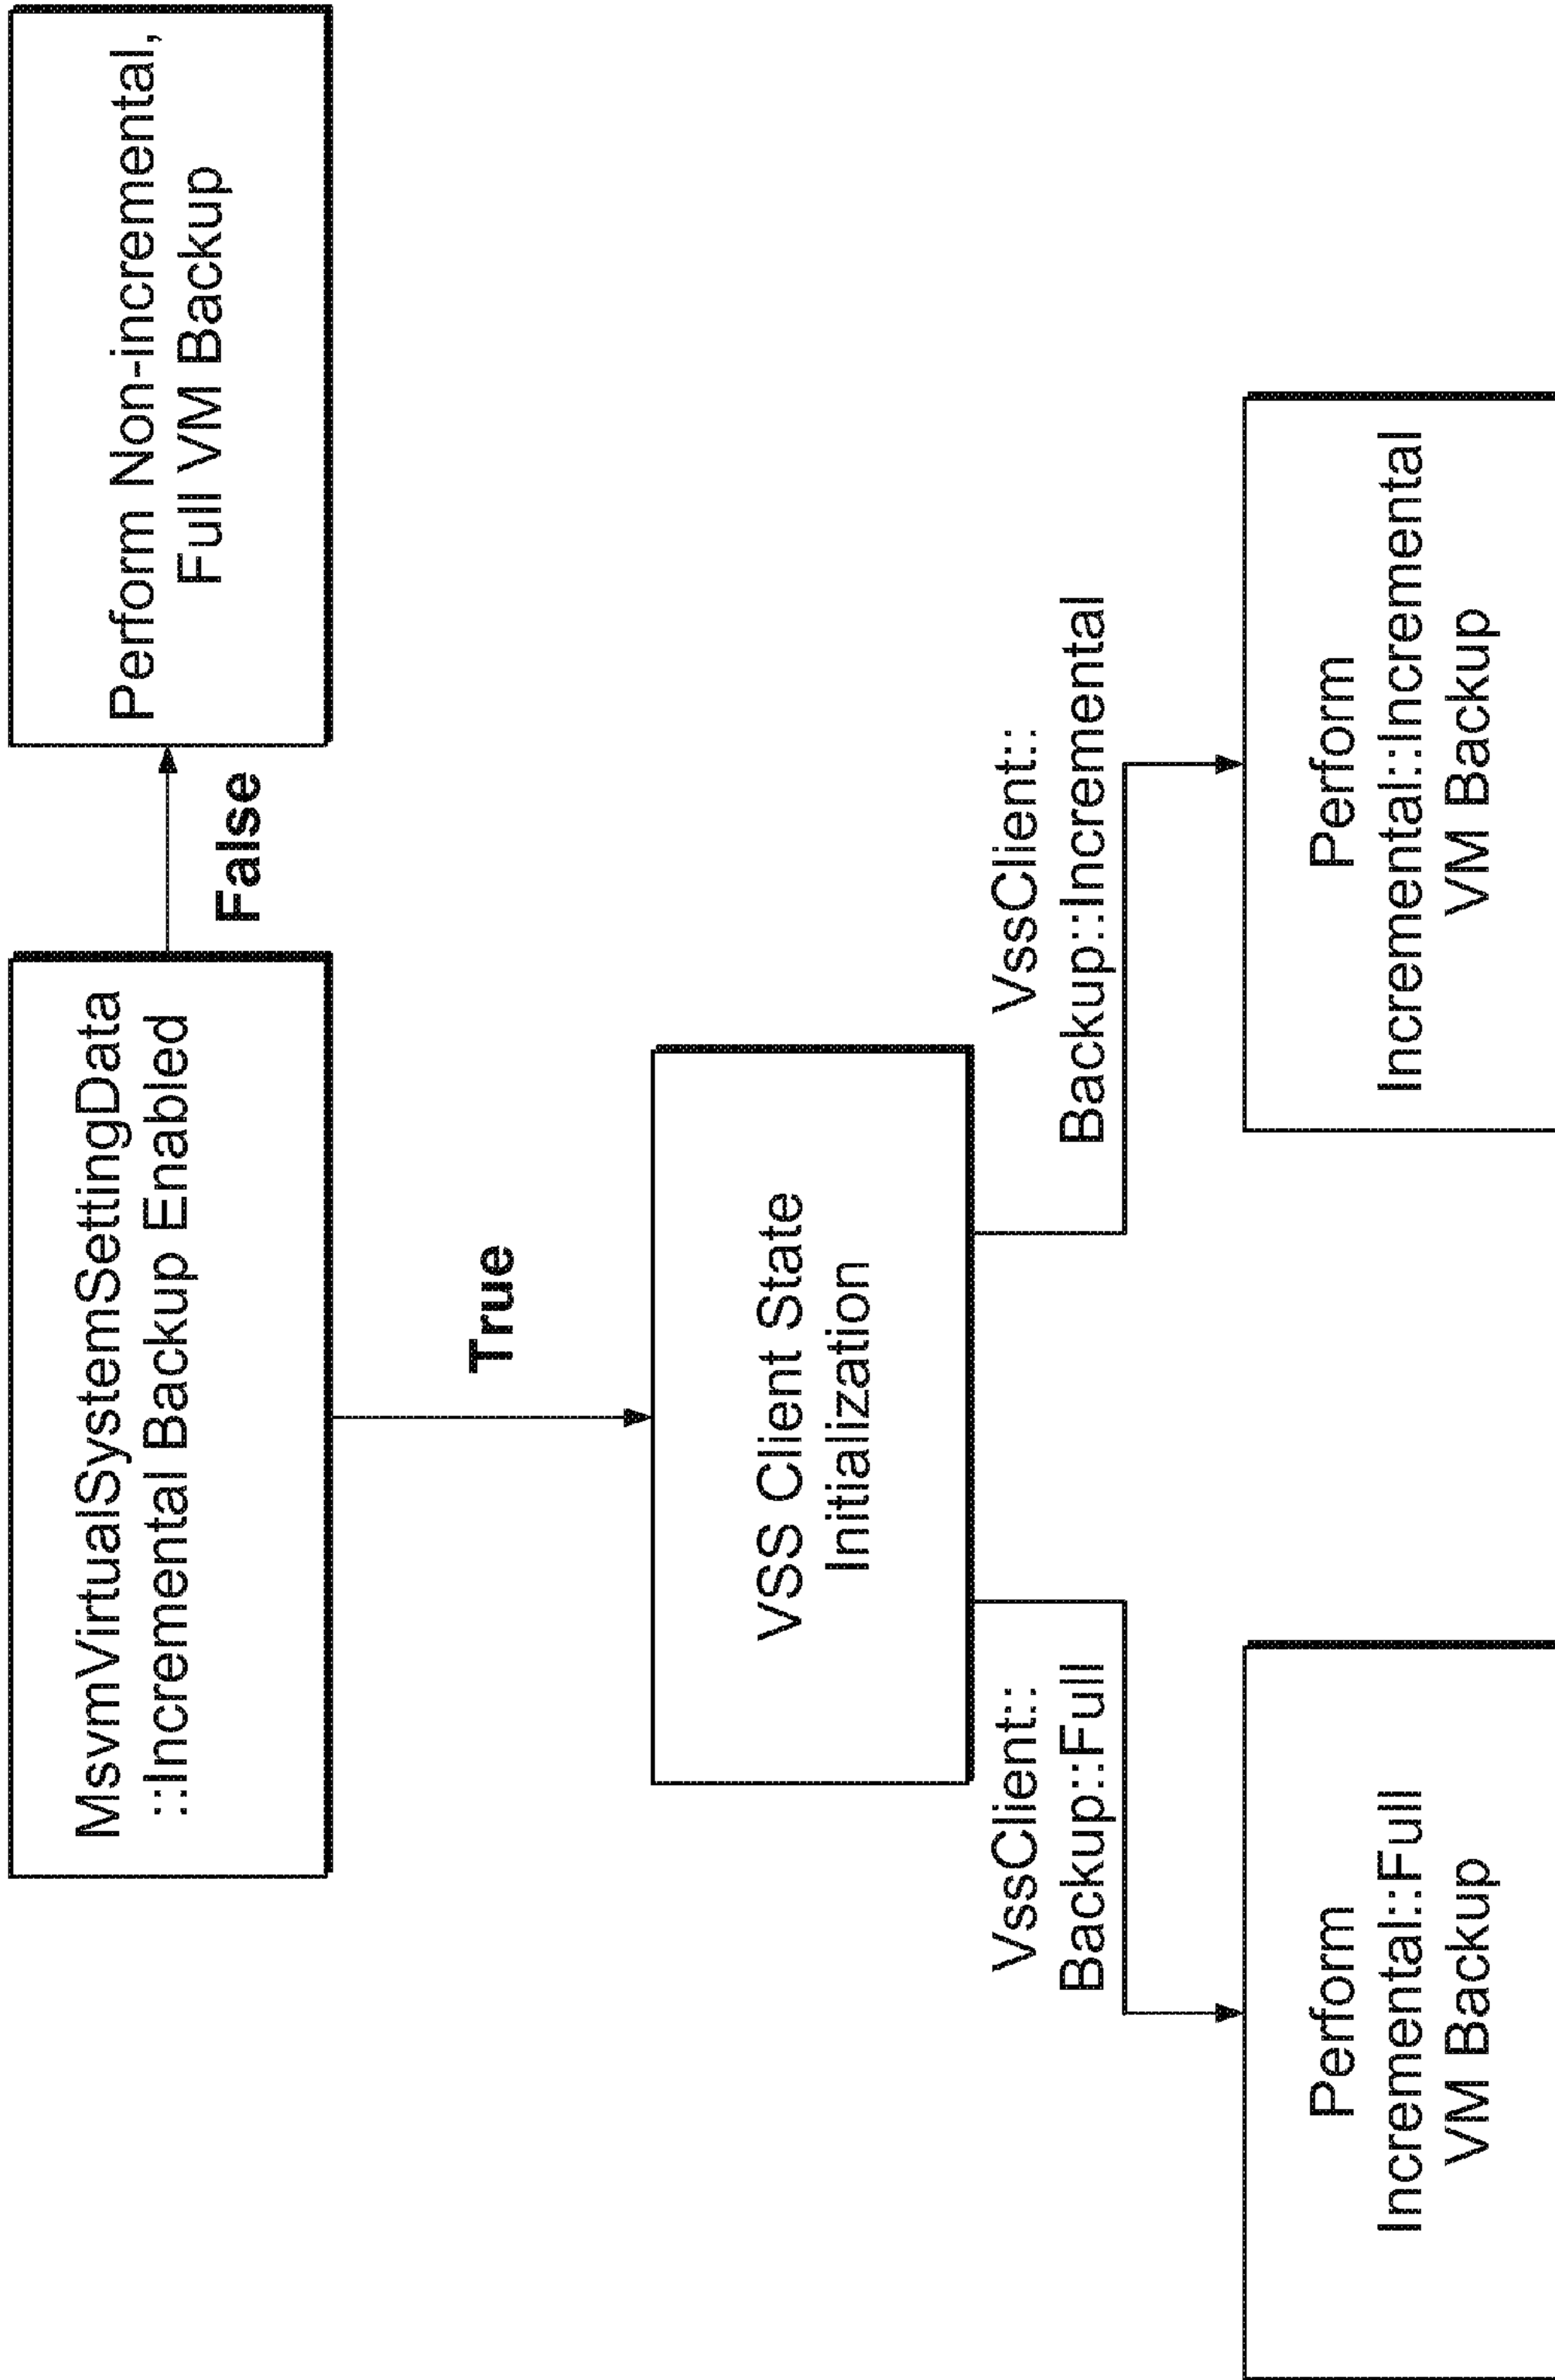 MsvmVirtualSystemSettingData
::Incremental Backup Enabled
False
Perform Non-incremental,
Full VM Backup
True
VSS Client State
Initialization
VssClient::
Backup::Full
VssClient::
Backup::Incremental
Perform
Incremental::Full
VM Backup
Perform
Incremental::Incremental
VM Backup